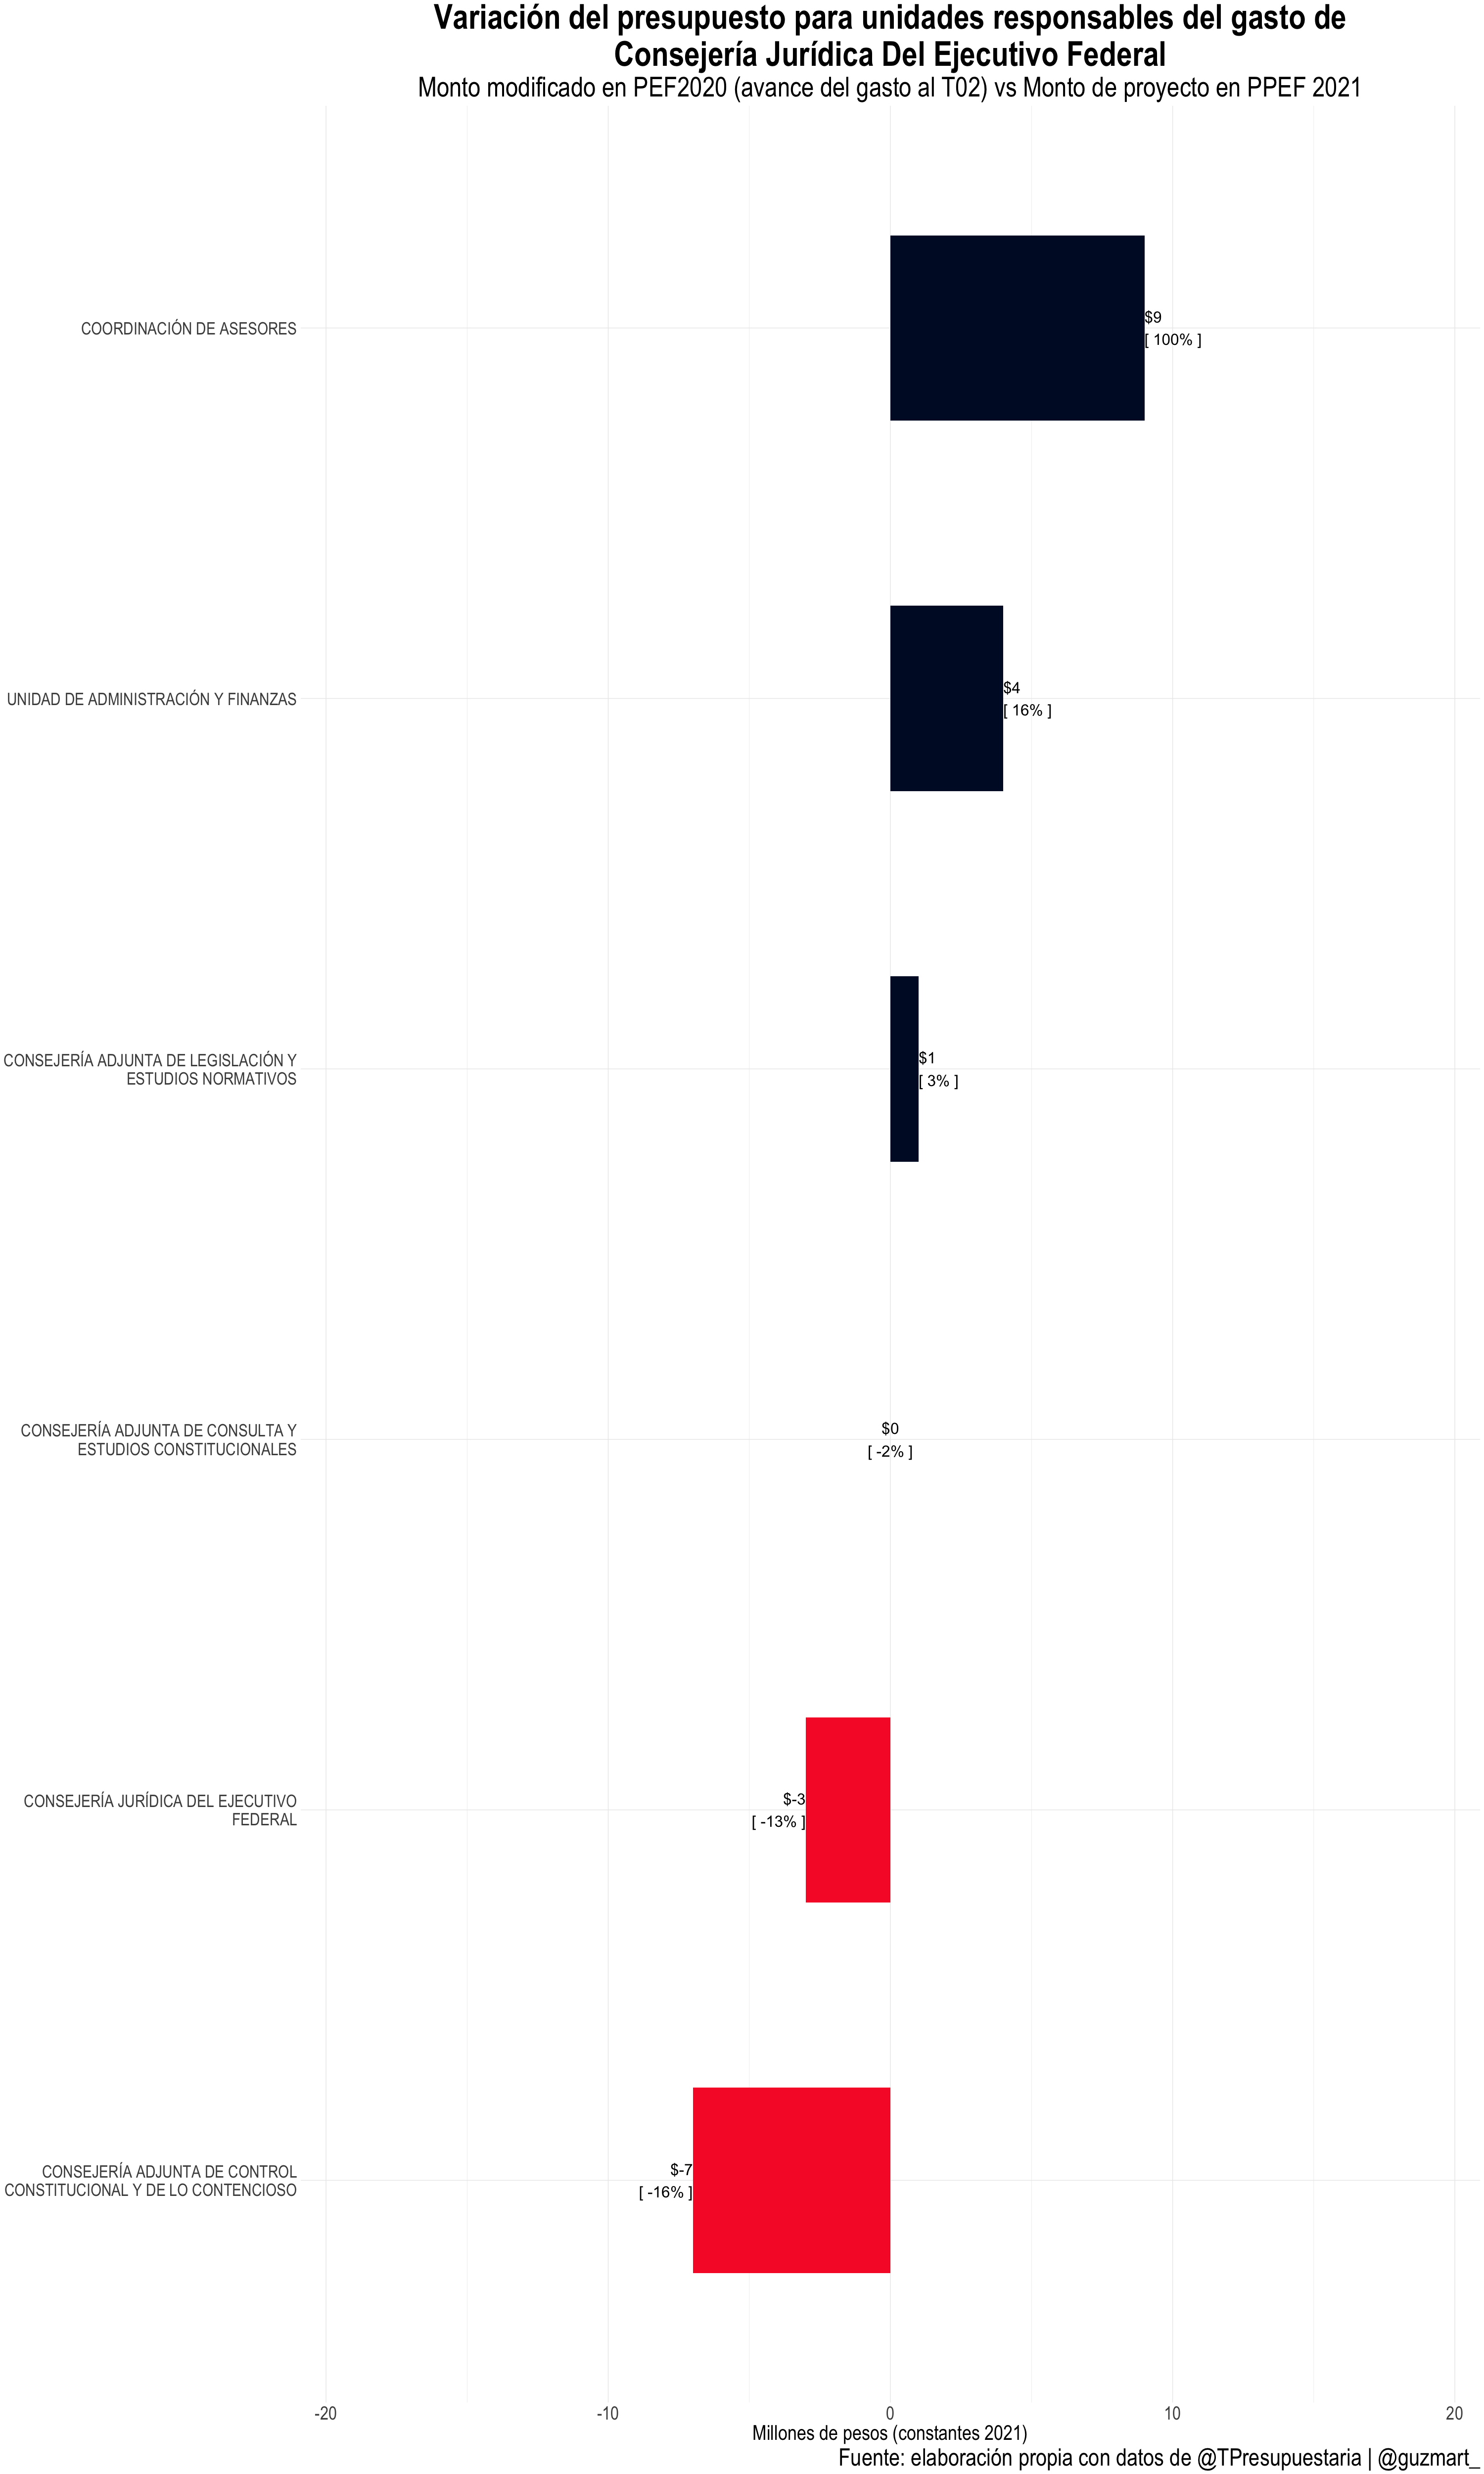 Variación del presupuesto para unidades responsables del gasto de
Consejería Jurídica Del Ejecutivo Federal
Monto modificado en PEF2020 (avance del gasto al T02) vs Monto de proyecto en PPEF 2021
COORDINACIÓN DE ASESORES
$9
[ 100% ]
UNIDAD DE ADMINISTRACIÓN Y FINANZAS
$4
[ 16% ]
CONSEJERÍA ADJUNTA DE LEGISLACIÓN Y
ESTUDIOS NORMATIVOS
$1
[ 3% ]
CONSEJERÍA ADJUNTA DE CONSULTA Y
ESTUDIOS CONSTITUCIONALES
$0
[ -2% ]
CONSEJERÍA JURÍDICA DEL EJECUTIVO
FEDERAL
$-3
[ -13% ]
CONSEJERÍA ADJUNTA DE CONTROL
CONSTITUCIONAL Y DE LO CONTENCIOSO
$-7
[ -16% ]
-20 -10 0 10 20
Millones de pesos (constantes 2021)
Fuente: elaboración propia con datos de @TPresupuestaria | @guzmart_